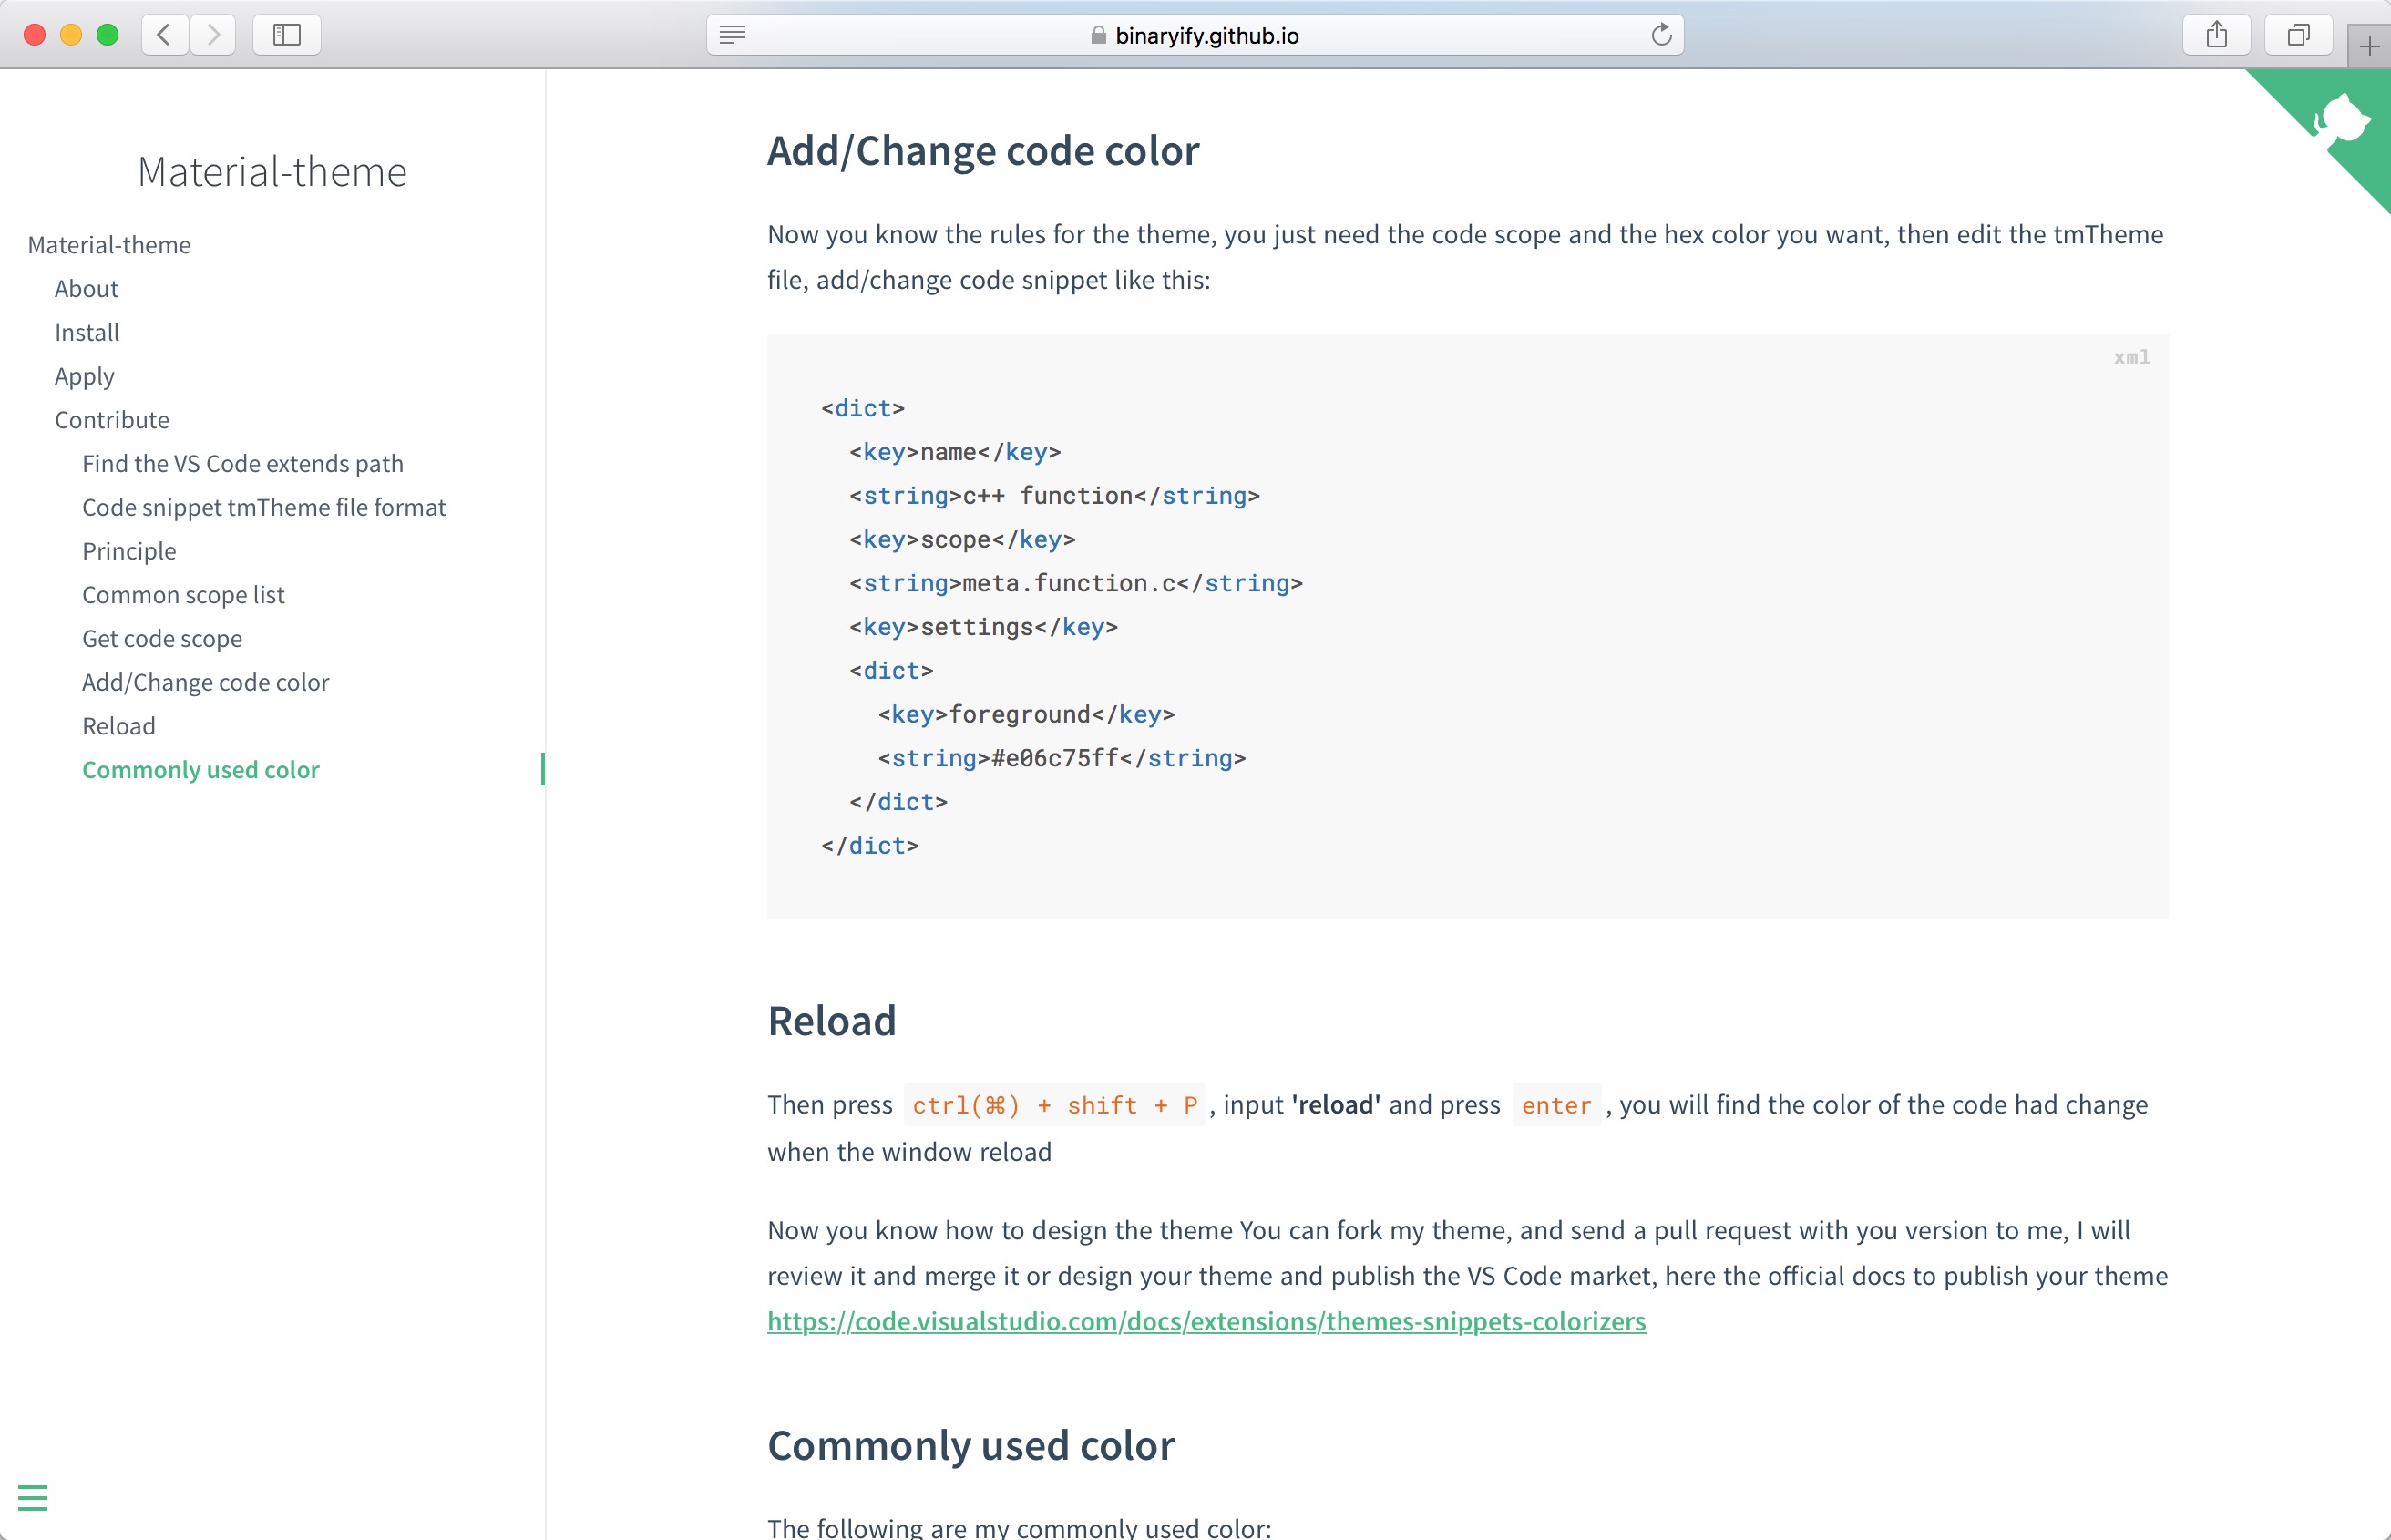 binaryify.github.io
Material-theme
Material-theme
About
Install
Apply
Contribute
Find the VS Code extends path
Code snippet tmTheme file format
Principle
Common scope list
Get code scope
Add/Change code color
Reload
Commonly used color
Add/Change code color
Now you know the rules for the theme, you just need the code scope and the hex color you want, then edit the tmTheme
file, add/change code snippet like this:
xml
<dict>
  <key>name</key>
  <string>c++ function</string>
  <key>scope</key>
  <string>meta.function.c</string>
  <key>settings</key>
  <dict>
    <key>foreground</key>
    <string>#e06c75ff</string>
  </dict>
</dict>
Reload
Then press ctrl(⌘) + shift + P , input 'reload' and press enter , you will find the color of the code had change
when the window reload
Now you know how to design the theme You can fork my theme, and send a pull request with you version to me, I will
review it and merge it or design your theme and publish the VS Code market, here the official docs to publish your theme
https://code.visualstudio.com/docs/extensions/themes-snippets-colorizers
Commonly used color
The following are my commonly used color: